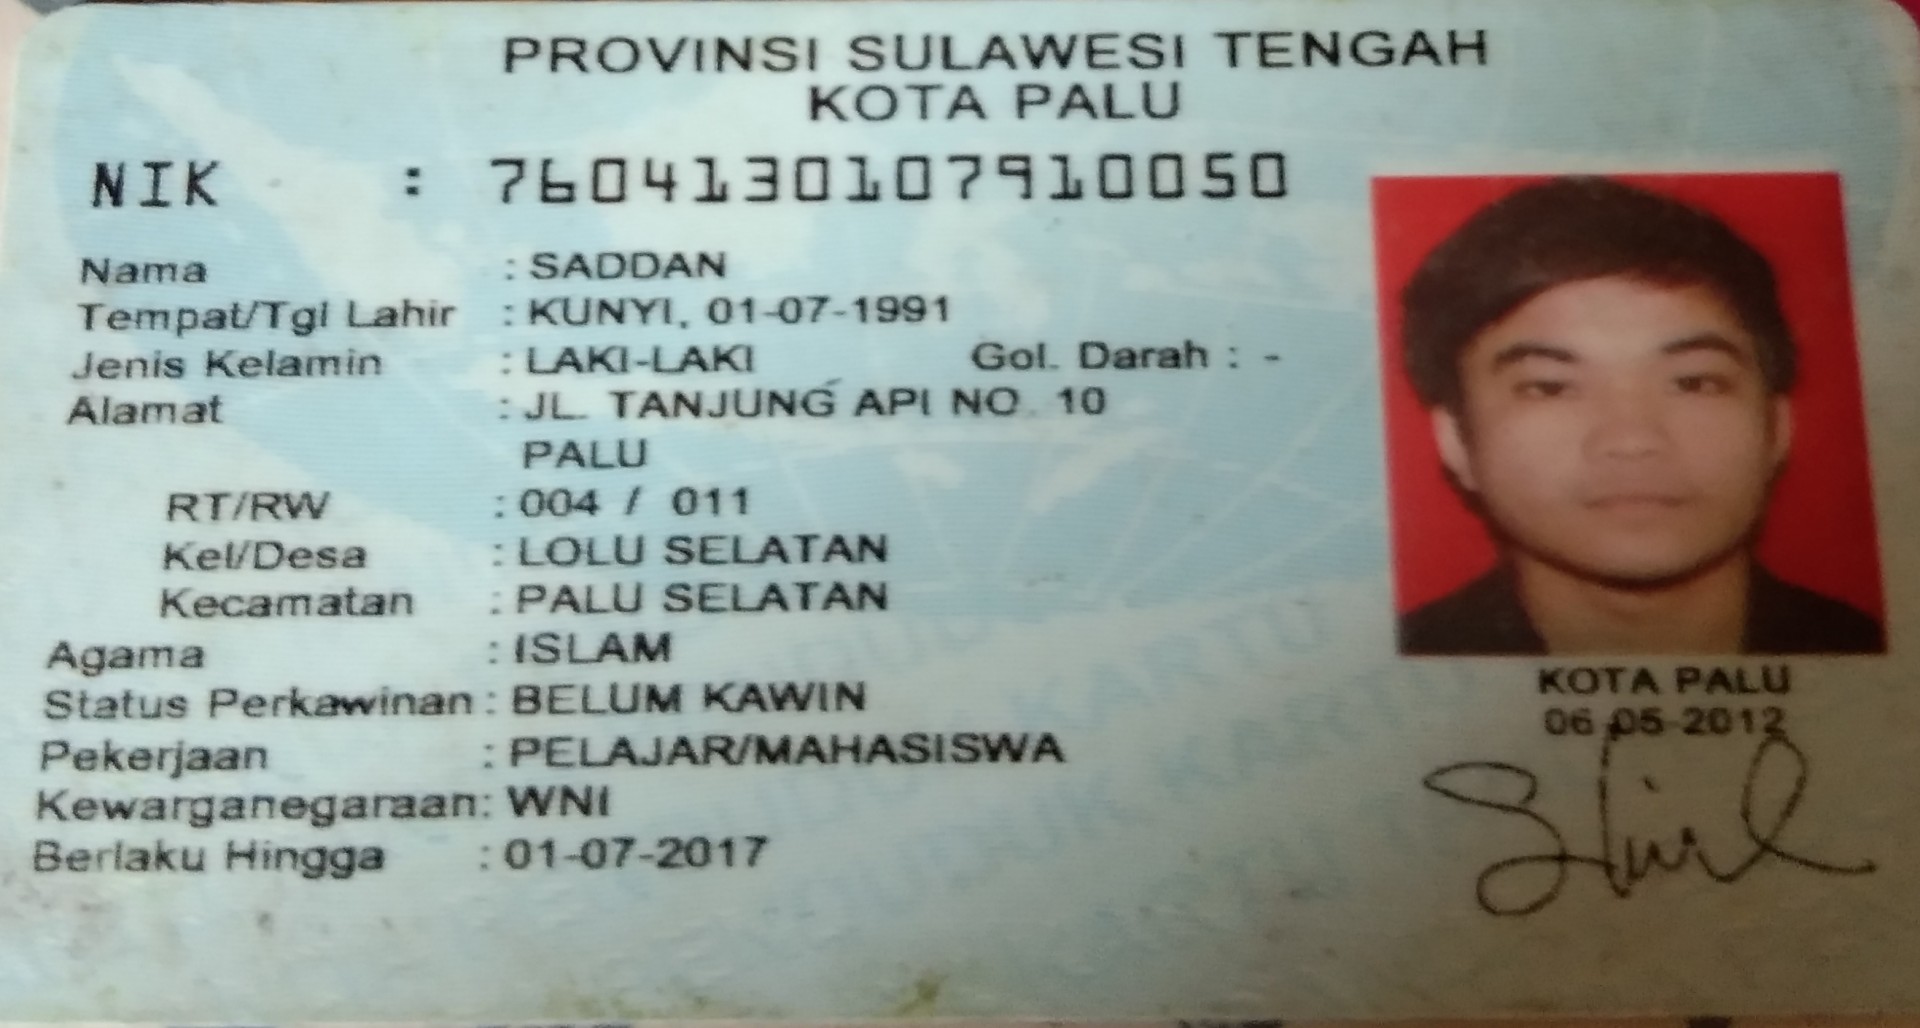 PROVINSI SULAWESI TENGAH
KOTA PALU
NIK : 7604130107910050
Nama : SADDAN
Tempat/Tgl Lahir : KUNYI, 01-07-1991
Jenis Kelamin : LAKI-LAKI Gol. Darah : -
Alamat : JL. TANJUNG API NO. 10
PALU
RT/RW : 004 / 011
Kel/Desa : LOLU SELATAN
Kecamatan : PALU SELATAN
Agama : ISLAM
Status Perkawinan : BELUM KAWIN
Pekerjaan : PELAJAR/MAHASISWA
Kewarganegaraan : WNI
Berlaku Hingga : 01-07-2017
KOTA PALU
06-05-2012